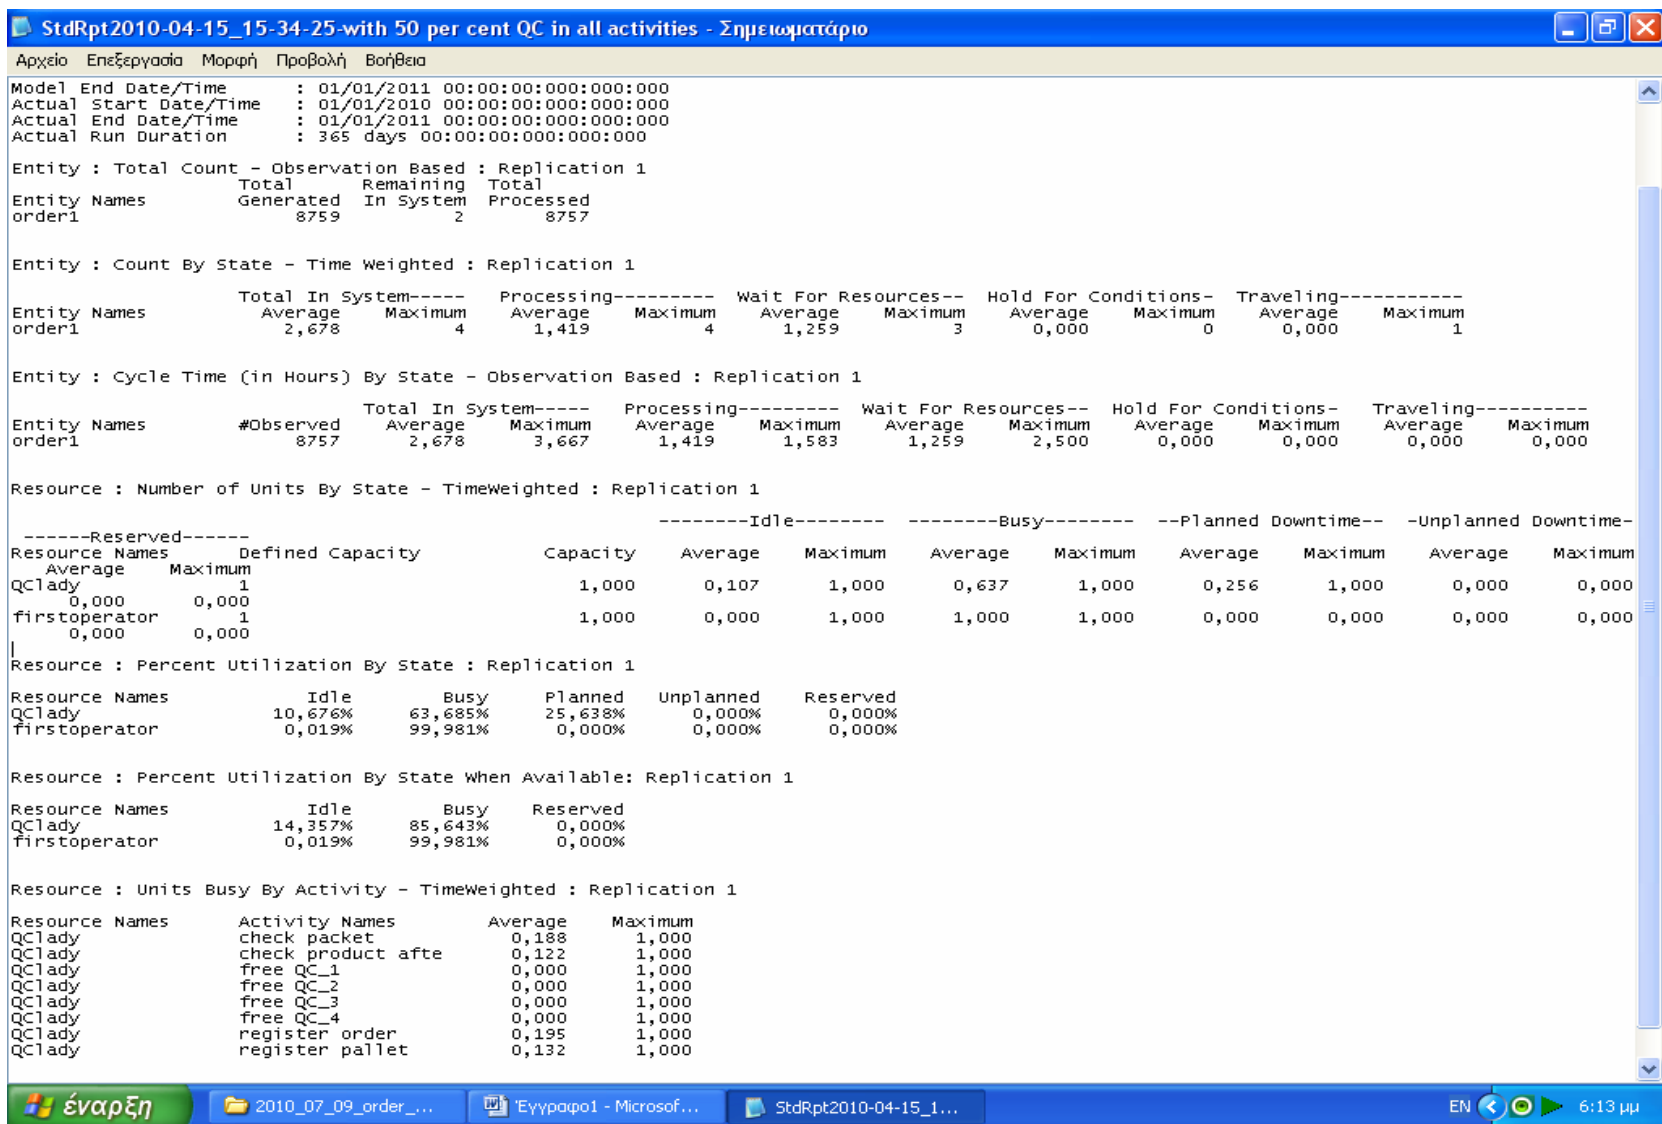 StdRpt2010-04-15_15-34-25-with 50 per cent QC in all activities - Σημειωματάριο
Αρχείο Επεξεργασία Μορφή Προβολή Βοήθεια
Model End Date/Time : 01/01/2011 00:00:00:000:000:000
Actual Start Date/Time : 01/01/2010 00:00:00:000:000:000
Actual End Date/Time : 01/01/2011 00:00:00:000:000:000
Actual Run Duration : 365 days 00:00:00:000:000:000
Entity : Total Count - Observation Based : Replication 1
Total Remaining Total
Entity Names Generated In System Processed
order1 8759 2 8757
Entity : Count By State - Time Weighted : Replication 1
Total In System----- Processing--------- Wait For Resources-- Hold For Conditions- Traveling-----------
Entity Names Average Maximum Average Maximum Average Maximum Average Maximum Average Maximum
order1 2,678 4 1,419 4 1,259 3 0,000 0 0,000 1
Entity : Cycle Time (in Hours) By State - Observation Based : Replication 1
Total In System----- Processing--------- Wait For Resources-- Hold For Conditions- Traveling----------
Entity Names #Observed Average Maximum Average Maximum Average Maximum Average Maximum Average Maximum
order1 8757 2,678 3,667 1,419 1,583 1,259 2,500 0,000 0,000 0,000 0,000
Resource : Number of Units By State - TimeWeighted : Replication 1
--------Idle-------- --------Busy-------- --Planned Downtime-- -Unplanned Downtime-
------Reserved------
Resource Names Defined Capacity Capacity Average Maximum Average Maximum Average Maximum Average Maximum
Average Maximum
QClady 1 1,000 0,107 1,000 0,637 1,000 0,256 1,000 0,000 0,000
0,000 0,000
firstoperator 1 1,000 0,000 1,000 1,000 1,000 0,000 0,000 0,000 0,000
0,000 0,000
Resource : Percent Utilization By State : Replication 1
Resource Names Idle Busy Planned Unplanned Reserved
QClady 10,676% 63,685% 25,638% 0,000% 0,000%
firstoperator 0,019% 99,981% 0,000% 0,000% 0,000%
Resource : Percent Utilization By State When Available: Replication 1
Resource Names Idle Busy Reserved
QClady 14,357% 85,643% 0,000%
firstoperator 0,019% 99,981% 0,000%
Resource : Units Busy By Activity - TimeWeighted : Replication 1
Resource Names Activity Names Average Maximum
QClady check packet 0,188 1,000
QClady check product afte 0,122 1,000
QClady free QC_1 0,000 1,000
QClady free QC_2 0,000 1,000
QClady free QC_3 0,000 1,000
QClady free QC_4 0,000 1,000
QClady register order 0,195 1,000
QClady register pallet 0,132 1,000
έναρξη 2010_07_09_order_... Έγγραφο1 - Microsof... StdRpt2010-04-15_1... EN 6:13 μμ